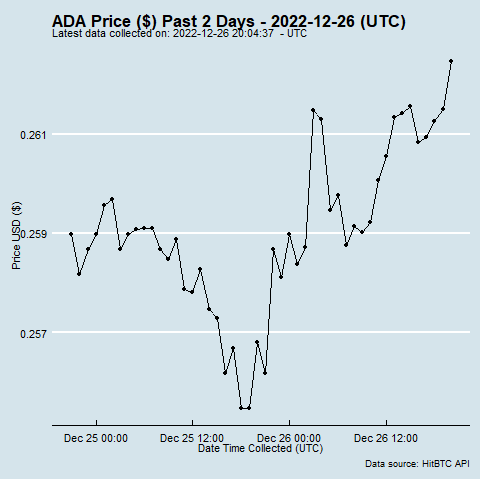 ADA Price ($) Past 2 Days - 2022-12-26 (UTC)
Latest data collected on: 2022-12-26 20:04:37  - UTC
0.261
0.259
0.257
Price USD ($)
Dec 25 00:00
Dec 25 12:00
Dec 26 00:00
Dec 26 12:00
Date Time Collected (UTC)
Data source: HitBTC API